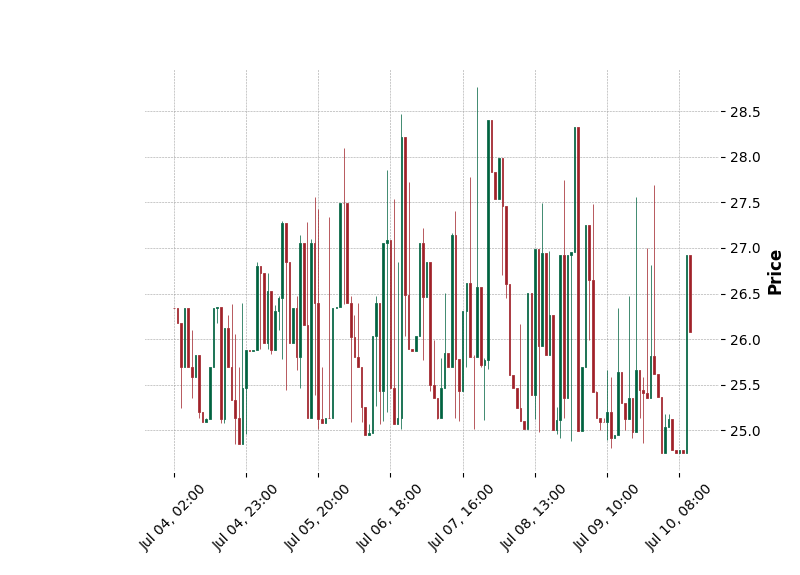 28.5
28.0
27.5
27.0
26.5
26.0
25.5
25.0
Price
Jul 04, 02:00
Jul 04, 23:00
Jul 05, 20:00
Jul 06, 18:00
Jul 07, 16:00
Jul 08, 13:00
Jul 09, 10:00
Jul 10, 08:00